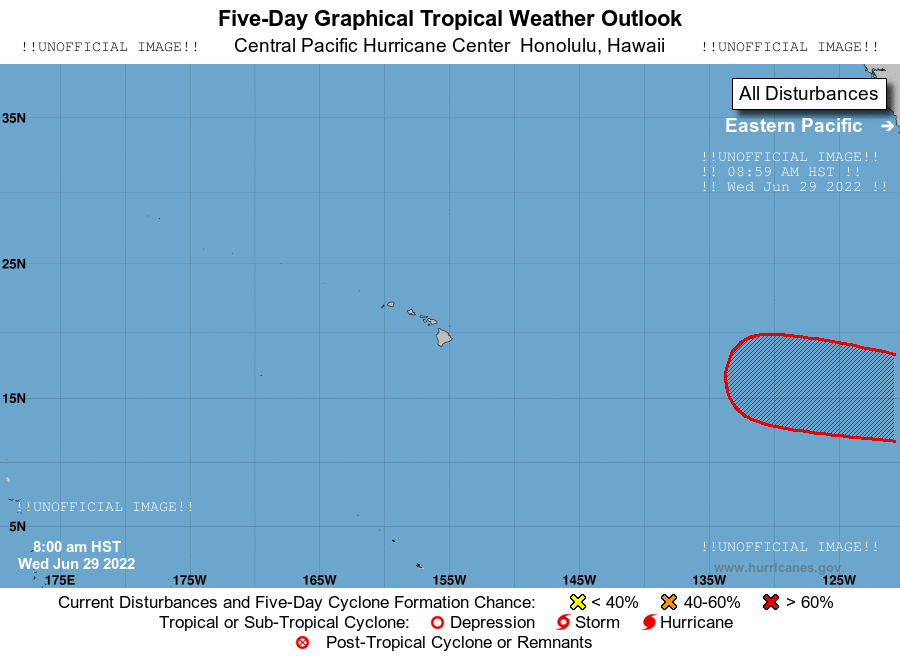 Five-Day Graphical Tropical Weather Outlook
!!UNOFFICIAL IMAGE!! Central Pacific Hurricane Center Honolulu, Hawaii !!UNOFFICIAL IMAGE!!
All Disturbances
35N
Eastern Pacific ➔
!!UNOFFICIAL IMAGE!!
!! 08:59 AM HST !!
!! Wed Jun 29 2022 !!
25N
15N
!!UNOFFICIAL IMAGE!!
5N
8:00 am HST
Wed Jun 29 2022
!!UNOFFICIAL IMAGE!!
www.hurricanes.gov
175E 175W 165W 155W 145W 135W 125W
Current Disturbances and Five-Day Cyclone Formation Chance: < 40% 40-60% > 60%
Tropical or Sub-Tropical Cyclone: Depression Storm Hurricane
Post-Tropical Cyclone or Remnants